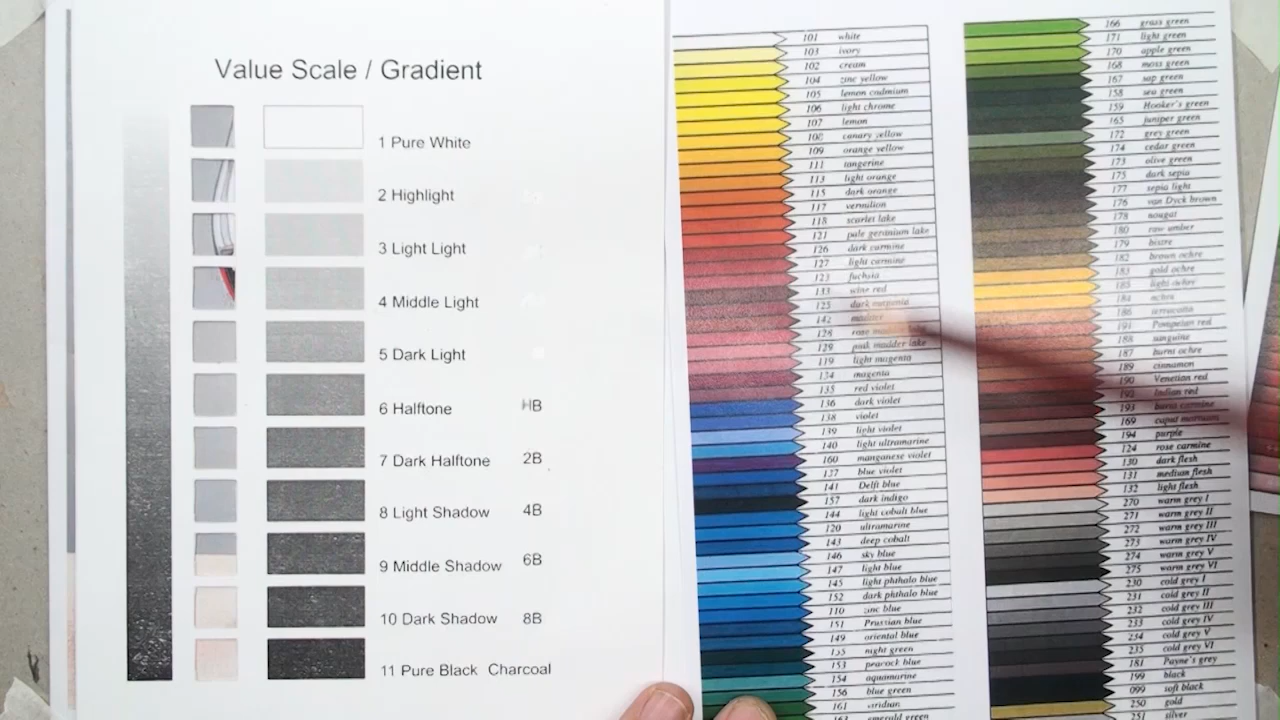 Value Scale / Gradient
1 Pure White
2 Highlight
3 Light Light
4 Middle Light
5 Dark Light
6 Halftone HB
7 Dark Halftone 2B
8 Light Shadow 4B
9 Middle Shadow 6B
10 Dark Shadow 8B
11 Pure Black Charcoal
101 white
103 ivory
102 cream
104 zinc yellow
105 lemon cadmium
106 light chrome
107 lemon
108 canary yellow
109 orange yellow
111 tangerine
113 light orange
115 dark orange
117 vermilion
118 scarlet lake
121 pale geranium lake
126 dark carmine
127 light carmine
123 fuchsia
133 wine red
125 dark magenta
142 madder
128 rose
129 pink madder lake
119 light magenta
134 magenta
135 red violet
136 dark violet
138 violet
139 light violet
140 light ultramarine
160 manganese violet
137 blue violet
141 Delft blue
157 dark indigo
144 light cobalt blue
120 ultramarine
143 deep cobalt
146 sky blue
147 light blue
145 light phthalo blue
152 dark phthalo blue
110 zinc blue
151 Prussian blue
149 oriental blue
155 night green
153 peacock blue
154 aquamarine
156 blue green
161 viridian
163 emerald green
166 grass green
171 light green
170 apple green
168 moss green
167 sap green
158 sea green
159 Hooker's green
165 juniper green
172 grey green
174 cedar green
173 olive green
175 dark sepia
177 sepia light
176 van Dyck brown
178 nougat
180 raw umber
179 bistre
182 brown ochre
183 gold ochre
185 light ochre
184 ochre
186 terracotta
191 Pompeian red
188 sanguine
187 burns ochre
189 cinnamon
190 Venetian red
192 Indian red
193 burns carmine
169 caput mortuum
194 purple
124 rose carmine
130 dark flesh
131 medium flesh
132 light flesh
270 warm grey I
271 warm grey II
272 warm grey III
273 warm grey IV
274 warm grey V
275 warm grey VI
230 cold grey I
231 cold grey II
232 cold grey III
233 cold grey IV
234 cold grey V
235 cold grey VI
181 Payne's grey
199 black
099 soft black
250 gold
251 silver